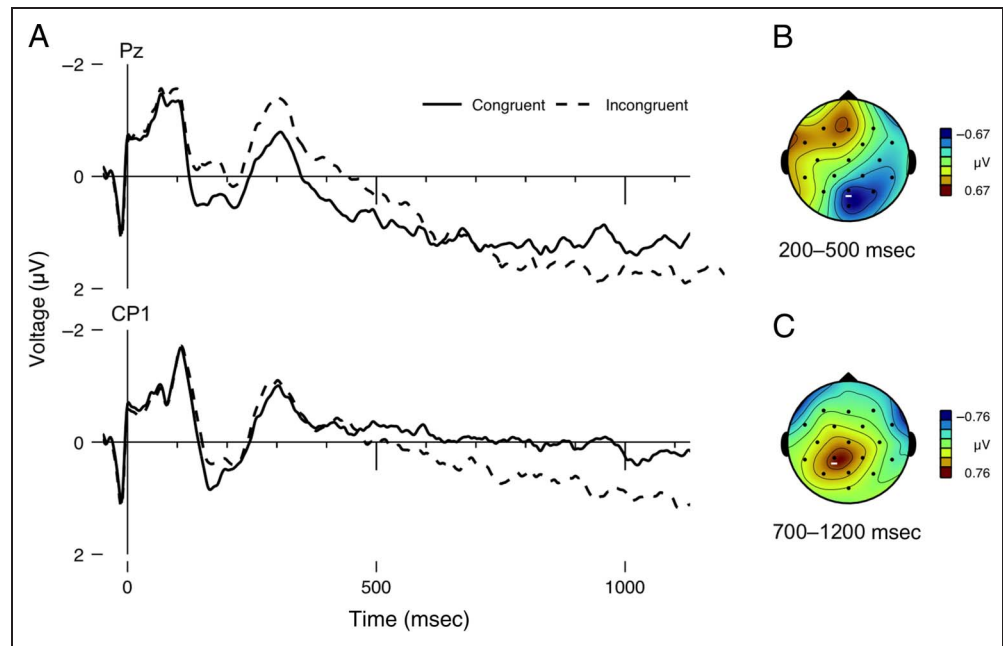 A
Pz
−2
0
2
Congruent
Incongruent
CP1
−2
0
2
Voltage (µV)
0
500
1000
Time (msec)
B
−0.67
µV
0.67
200–500 msec
C
−0.76
µV
0.76
700–1200 msec